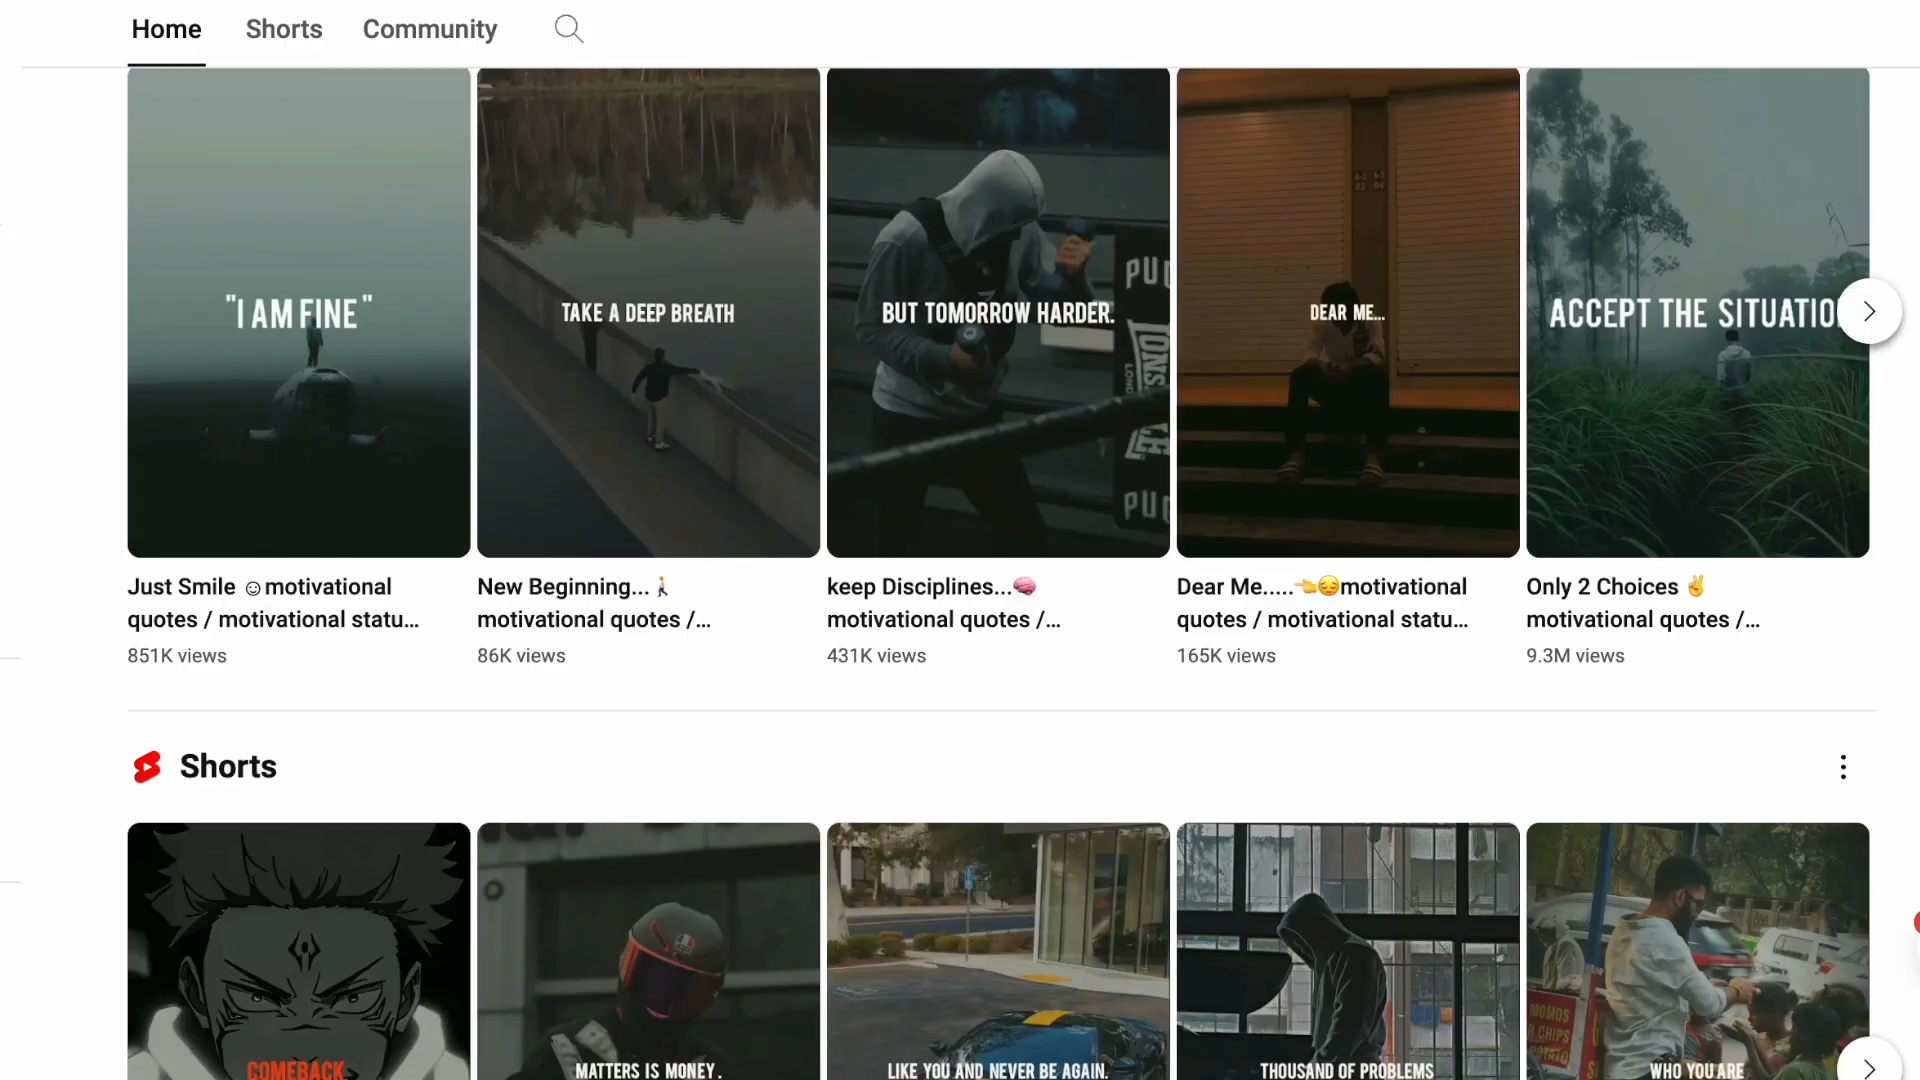 Home Shorts Community
"I AM FINE"
TAKE A DEEP BREATH
BUT TOMORROW HARDER.
DEAR ME...
ACCEPT THE SITUATIO
Just Smile ☺motivational
quotes / motivational statu...
851K views
New Beginning...🚶
motivational quotes /...
86K views
keep Disciplines...🧠
motivational quotes /...
431K views
Dear Me.....👈😔motivational
quotes / motivational statu...
165K views
Only 2 Choices ✌
motivational quotes /...
9.3M views
Shorts
COMEBACK
MATTERS IS MONEY.
LIKE YOU AND NEVER BE AGAIN.
THOUSAND OF PROBLEMS
WHO YOU ARE
MOMOS
R CHIPS
POTATO